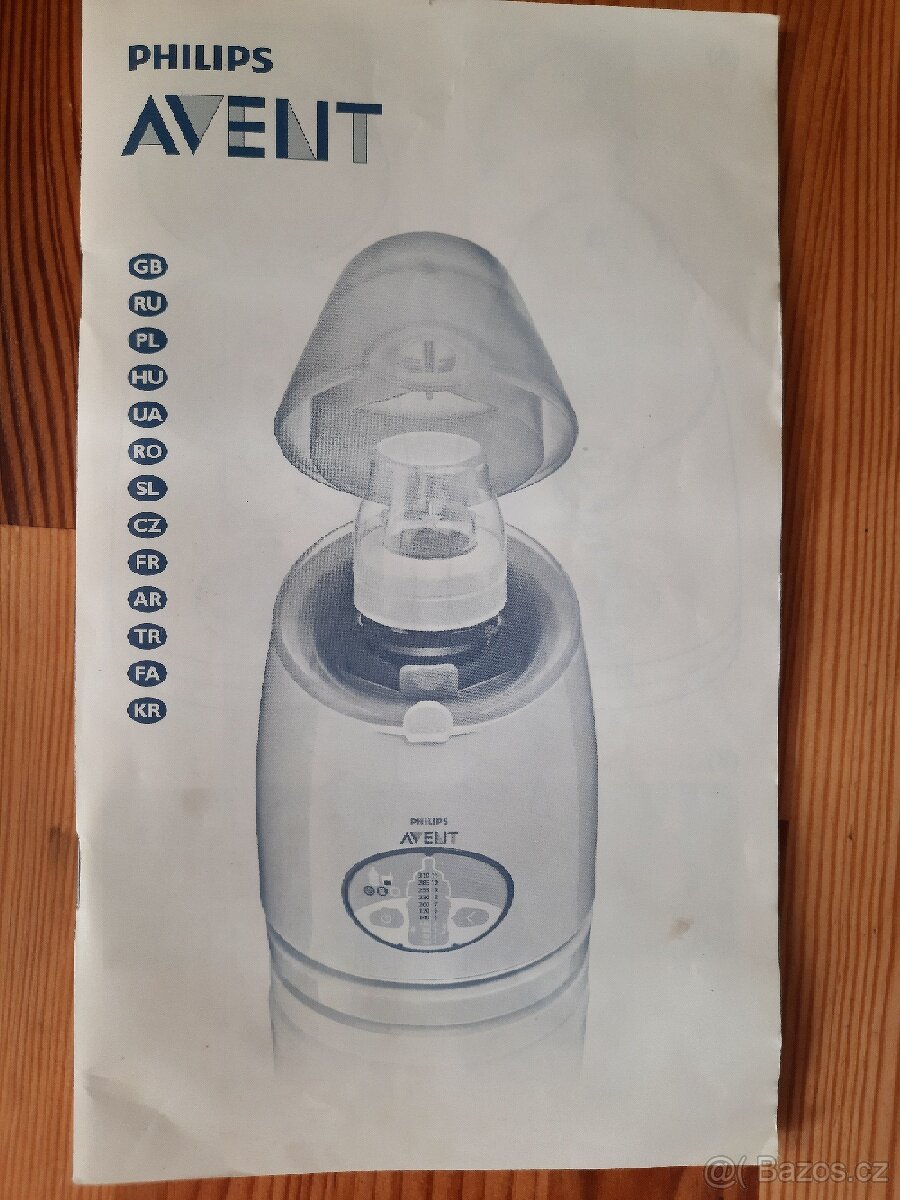 PHILIPS
AVENT
GB
RU
PL
HU
UA
RO
SL
CZ
FR
AR
TR
FA
KR
PHILIPS
AVENT
@( Bazos.cz